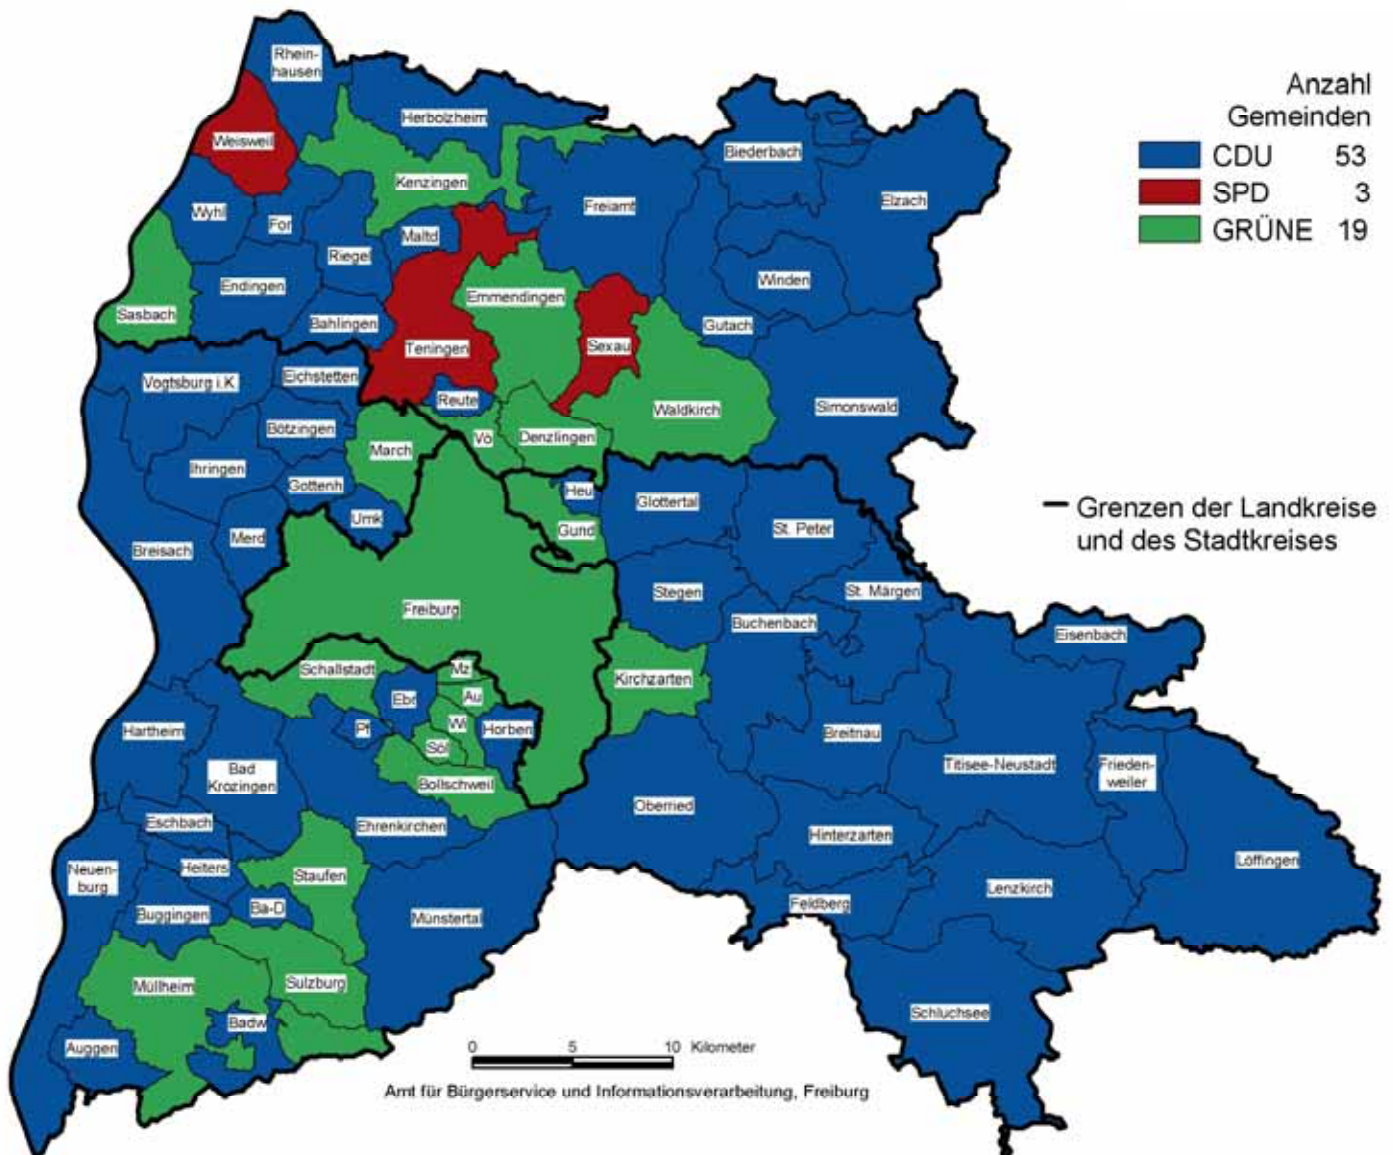 Anzahl
Gemeinden
CDU 53
SPD 3
GRÜNE 19
Grenzen der Landkreise
und des Stadtkreises
Rhein-
hausen
Herbolzheim
Weisweil
Biederbach
Kenzingen
Elzach
Wyhl
For
Freiamt
Maltd
Riegel
Endingen
Winden
Emmendingen
Sasbach
Bahlingen
Gutach
Teningen
Sexau
Vogtsburg i.K.
Eichstetten
Reute
Waldkirch
Simonswald
Bötzingen
Vö
Denzlingen
March
Ihringen
Gottenh
Heu
Glottertal
Umk
Gund
St. Peter
Merd
Breisach
Stegen
St. Märgen
Freiburg
Buchenbach
Eisenbach
Schallstadt
Mz
Kirchzarten
Ebr
Au
Hartheim
Pf
Wi
Horben
Breitnau
Söl
Bad
Krozingen
Titisee-Neustadt
Frieden-
weiler
Bollschweil
Oberried
Eschbach
Ehrenkirchen
Hinterzarten
Heiters
Neuen-
burg
Staufen
Löffingen
Lenzkirch
Ba-D
Feldberg
Buggingen
Münstertal
Müllheim
Sulzburg
Schluchsee
Badw
Auggen
0 5 10 Kilometer
Amt für Bürgerservice und Informationsverarbeitung, Freiburg